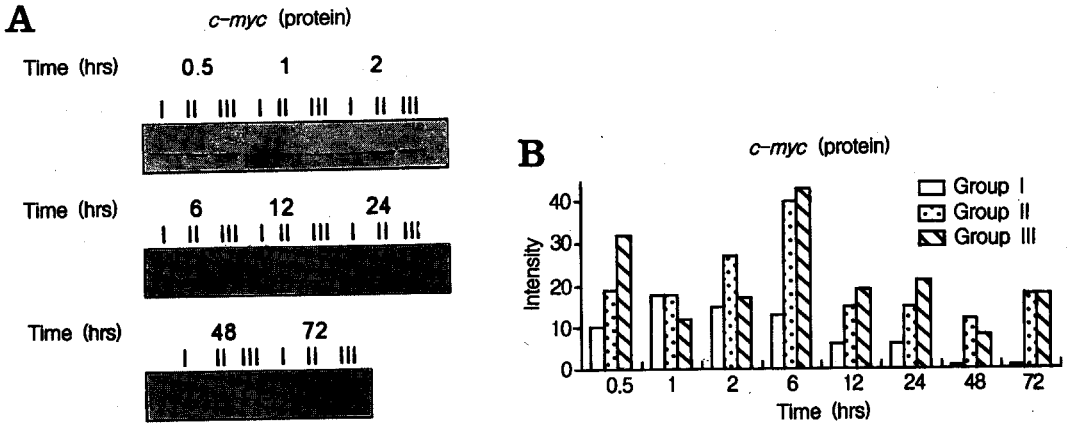 A
c-myc (protein)
Time (hrs) 0.5 1 2
I II III I II III I II III
Time (hrs) 6 12 24
I II III I II III I II III
Time (hrs) 48 72
I II III I II III
B
c-myc (protein)
Group I
Group II
Group III
Intensity
40
30
20
10
0
0.5 1 2 6 12 24 48 72
Time (hrs)